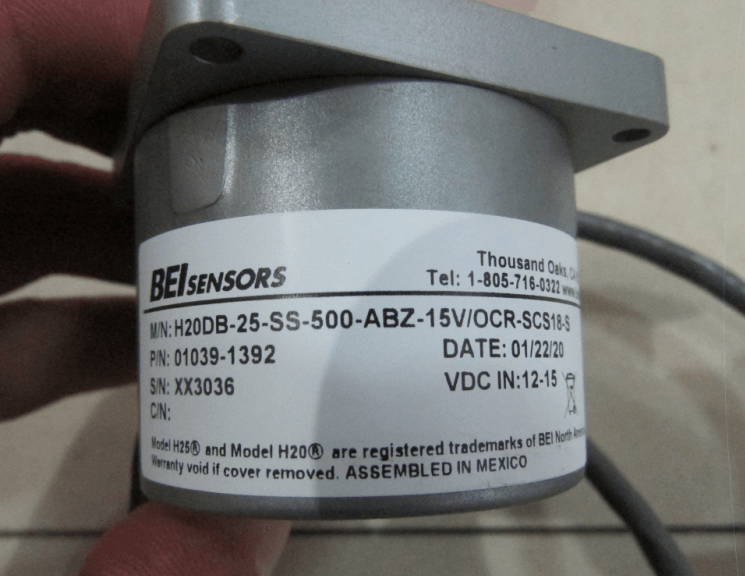 BEI SENSORS
Thousand Oaks,
Tel: 1-805-716-0322
M/N: H20DB-25-SS-500-ABZ-15V/OCR-SCS18-S
P/N: 01039-1392
DATE: 01/22/20
S/N: XX3036
VDC IN:12-15
C/N:
Model H25® and Model H20® are registered trademarks of BEI North
Warranty void if cover removed. ASSEMBLED IN MEXICO